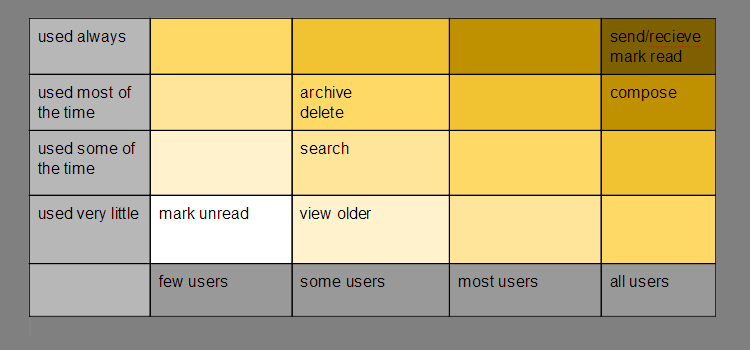 used always
send/recieve
mark read
used most of
the time
archive
delete
compose
used some of
the time
search
used very little
mark unread
view older
few users
some users
most users
all users